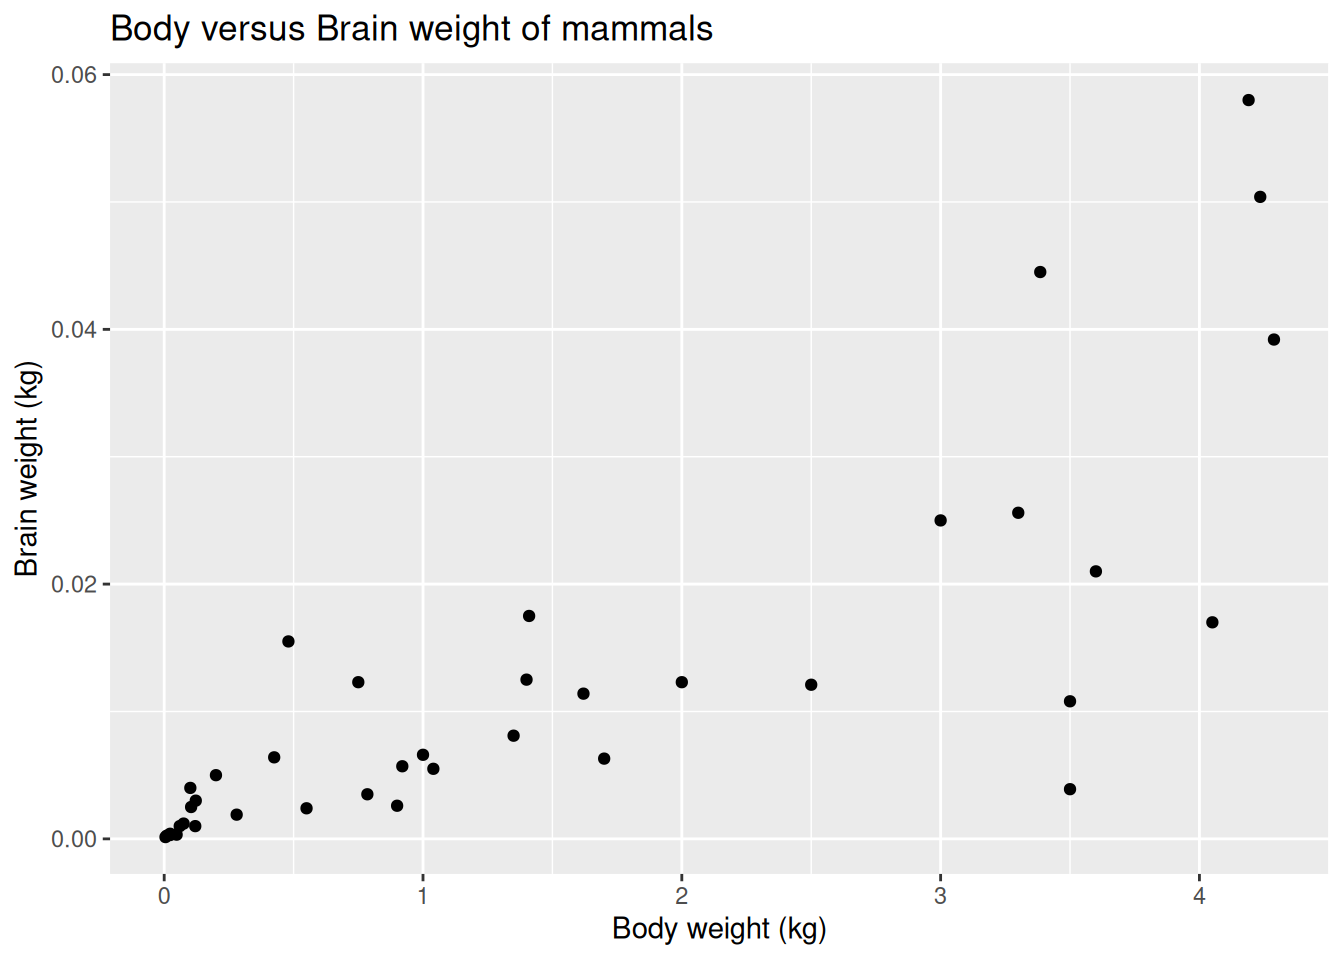 Body versus Brain weight of mammals
0.06
0.04
0.02
0.00
Brain weight (kg)
0 1 2 3 4
Body weight (kg)